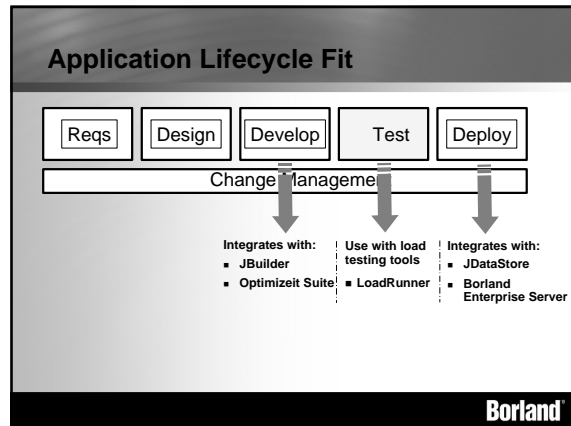 Application Lifecycle Fit
Reqs
Design
Develop
Test
Deploy
Change Management
Integrates with:
▪ JBuilder
▪ Optimizeit Suite
Use with load
testing tools
▪ LoadRunner
Integrates with:
▪ JDataStore
▪ Borland
Enterprise Server
Borland®